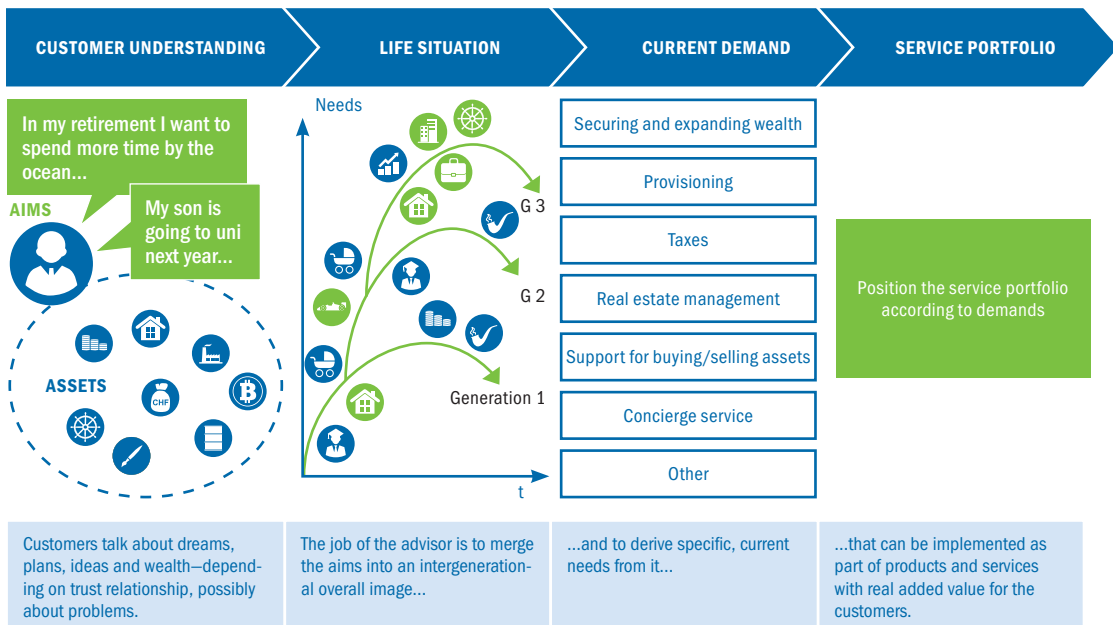 CUSTOMER UNDERSTANDING
LIFE SITUATION
CURRENT DEMAND
SERVICE PORTFOLIO
In my retirement I want to
spend more time by the
ocean...
AIMS
My son is
going to uni
next year...
ASSETS
CHF
Needs
G 3
G 2
Generation 1
t
Securing and expanding wealth
Provisioning
Taxes
Real estate management
Support for buying/selling assets
Concierge service
Other
Position the service portfolio
according to demands
Customers talk about dreams,
plans, ideas and wealth—depend-
ing on trust relationship, possibly
about problems.
The job of the advisor is to merge
the aims into an intergeneration-
al overall image...
...and to derive specific, current
needs from it...
...that can be implemented as
part of products and services
with real added value for the
customers.